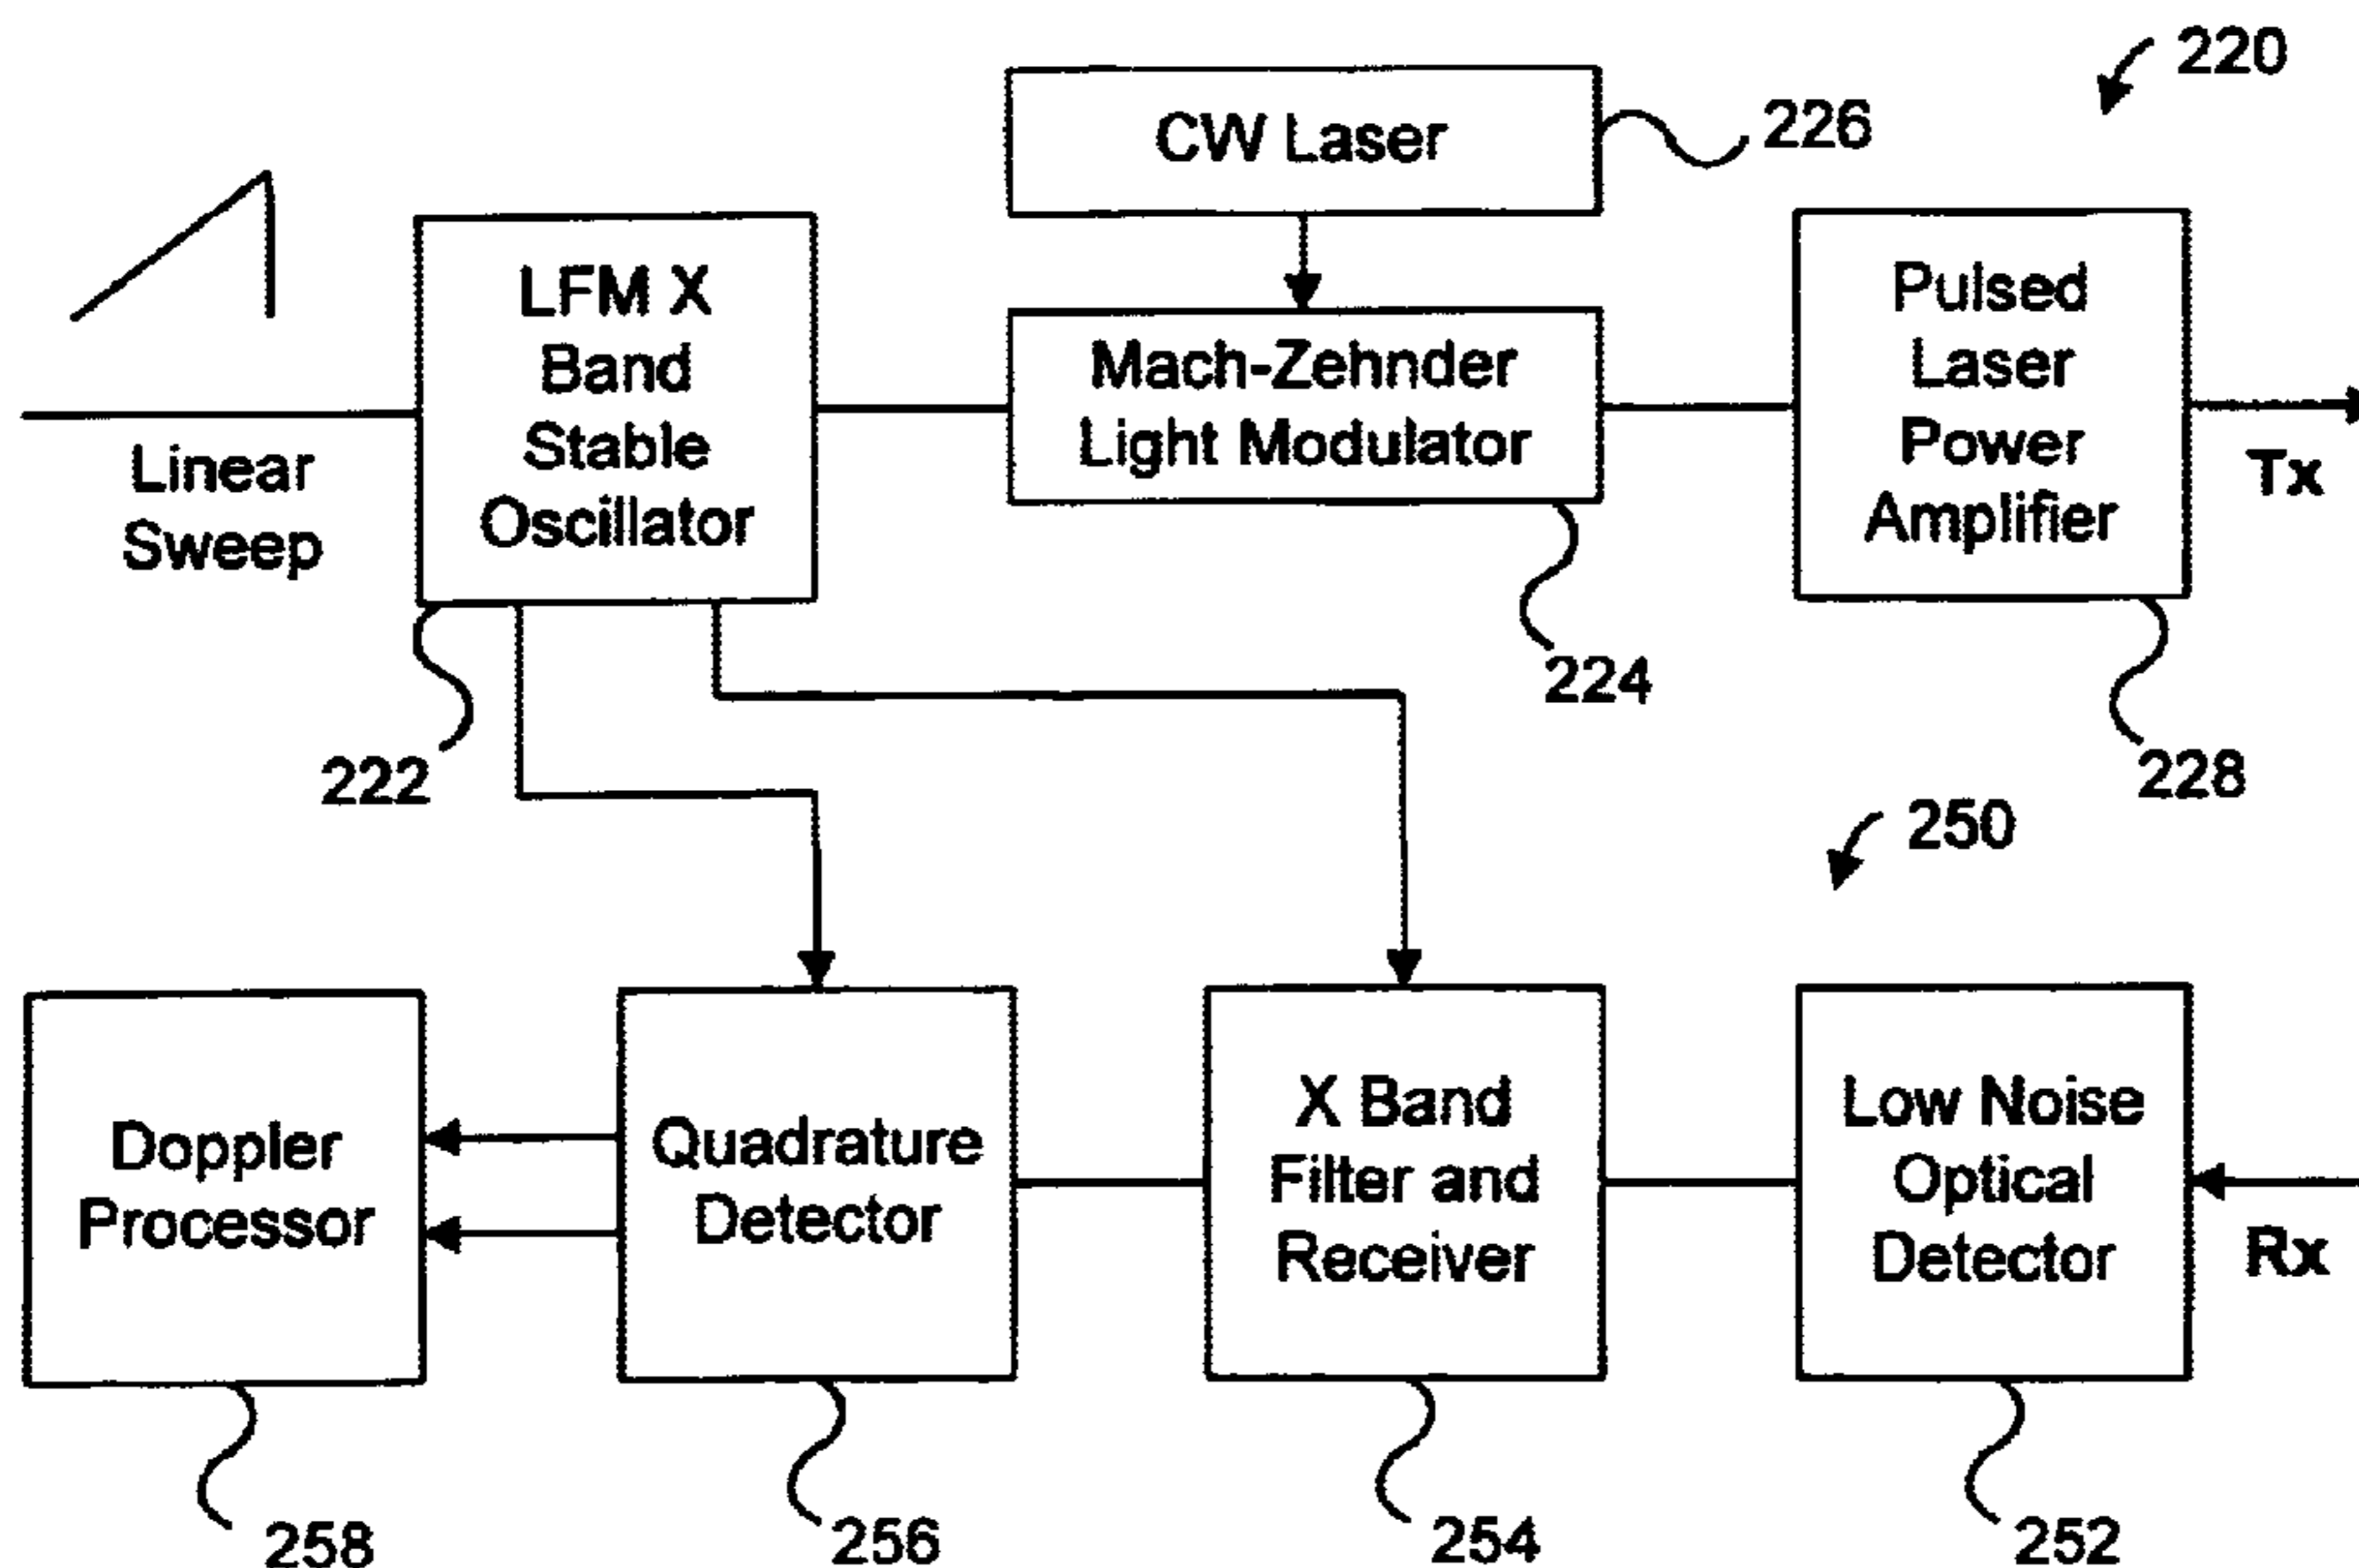 220
CW Laser
226
LFM X
Band
Stable
Oscillator
Mach-Zehnder
Light Modulator
Pulsed
Laser
Power
Amplifier
Linear
Sweep
Tx
222
224
228
250
Doppler
Processor
Quadrature
Detector
X Band
Filter and
Receiver
Low Noise
Optical
Detector
Rx
258
256
254
252